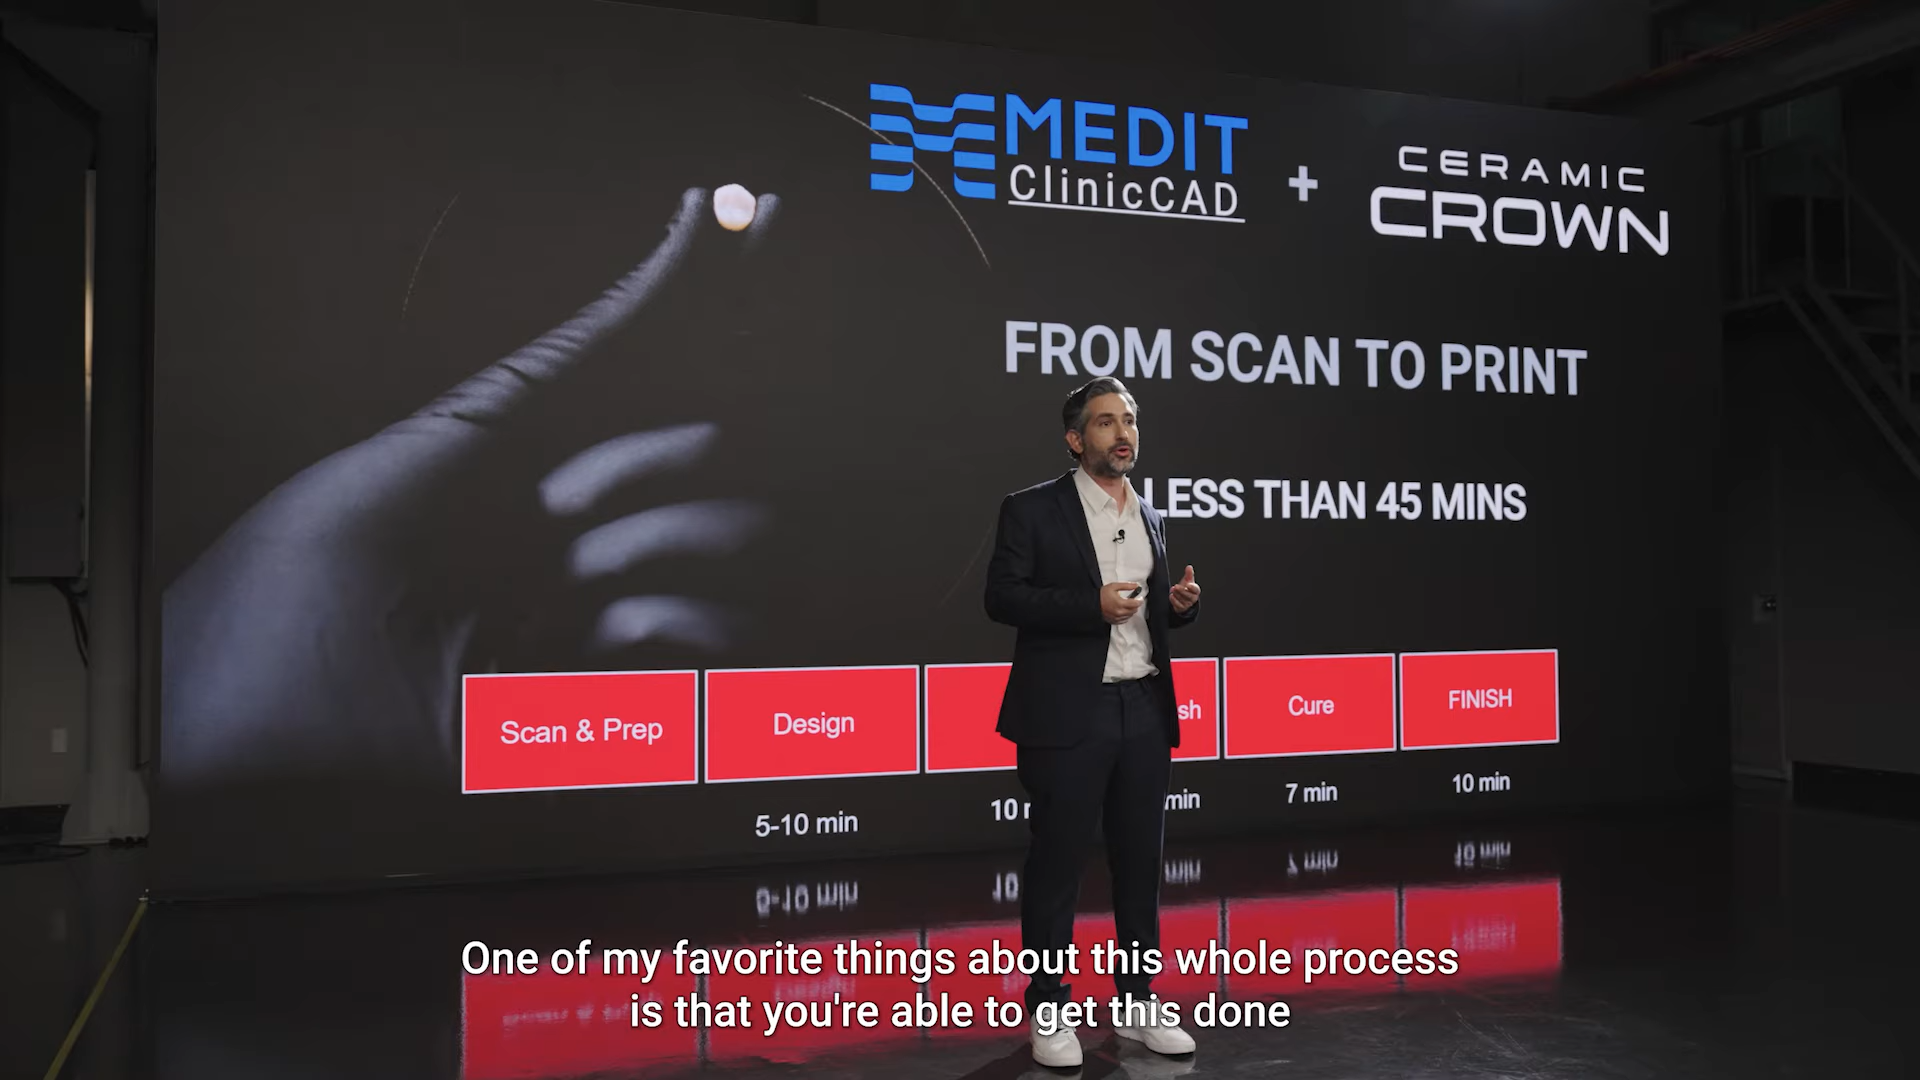 MEDIT
ClinicCAD
+
CERAMIC
CROWN
FROM SCAN TO PRINT
LESS THAN 45 MINS
Scan & Prep
Design
Cure
FINISH
5-10 min
10
min
7 min
10 min
One of my favorite things about this whole process
is that you're able to get this done